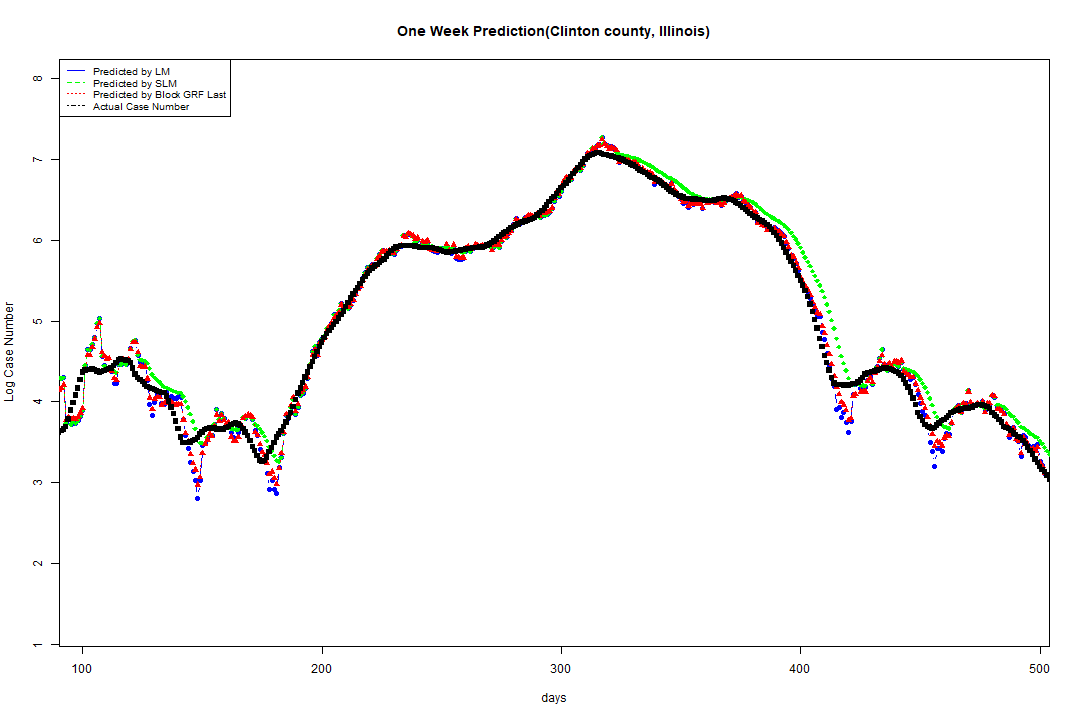 One Week Prediction(Clinton county, Illinois)
Predicted by LM
Predicted by SLM
Predicted by Block GRF Last
Actual Case Number
8
7
6
5
4
3
2
1
Log Case Number
100 200 300 400 500
days